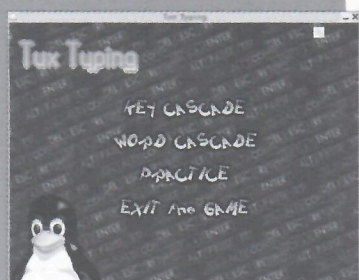 Tux Typing
Tux Typing
KEY CASCADE
WORD CASCADE
PRACTICE
EXIT the GAME